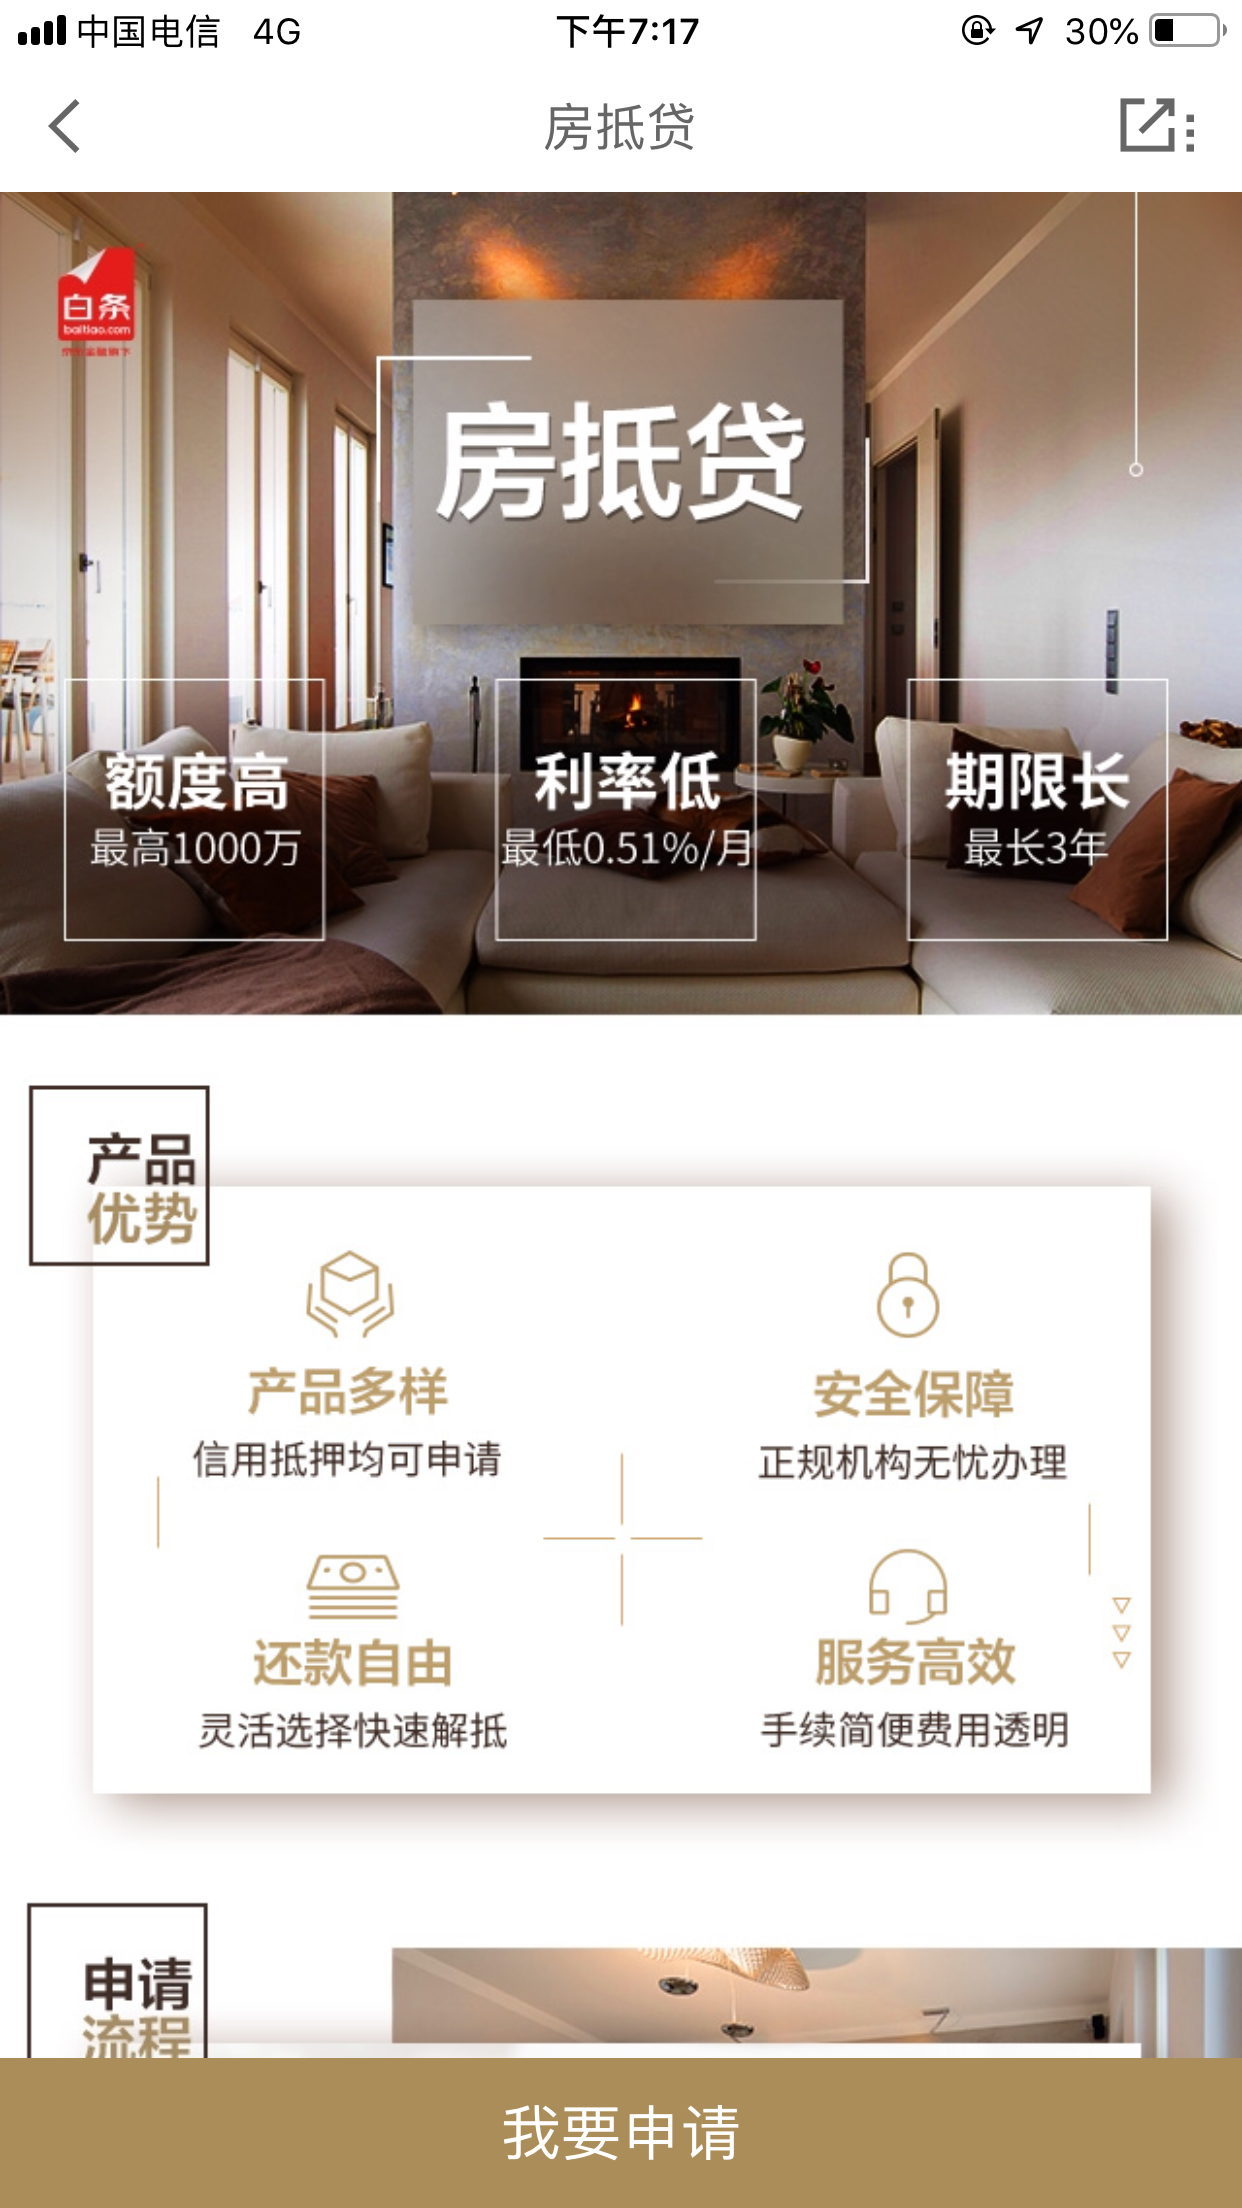 中国电信 4G 下午7:17 30%
房抵贷
白条
baitiao.com
房抵贷
额度高 利率低 期限长
最高1000万 最低0.51%/月 最长3年
产品
优势
产品多样 安全保障
信用抵押均可申请 正规机构无忧办理
还款自由 服务高效
灵活选择快速解抵 手续简便费用透明
申请
流程
我要申请